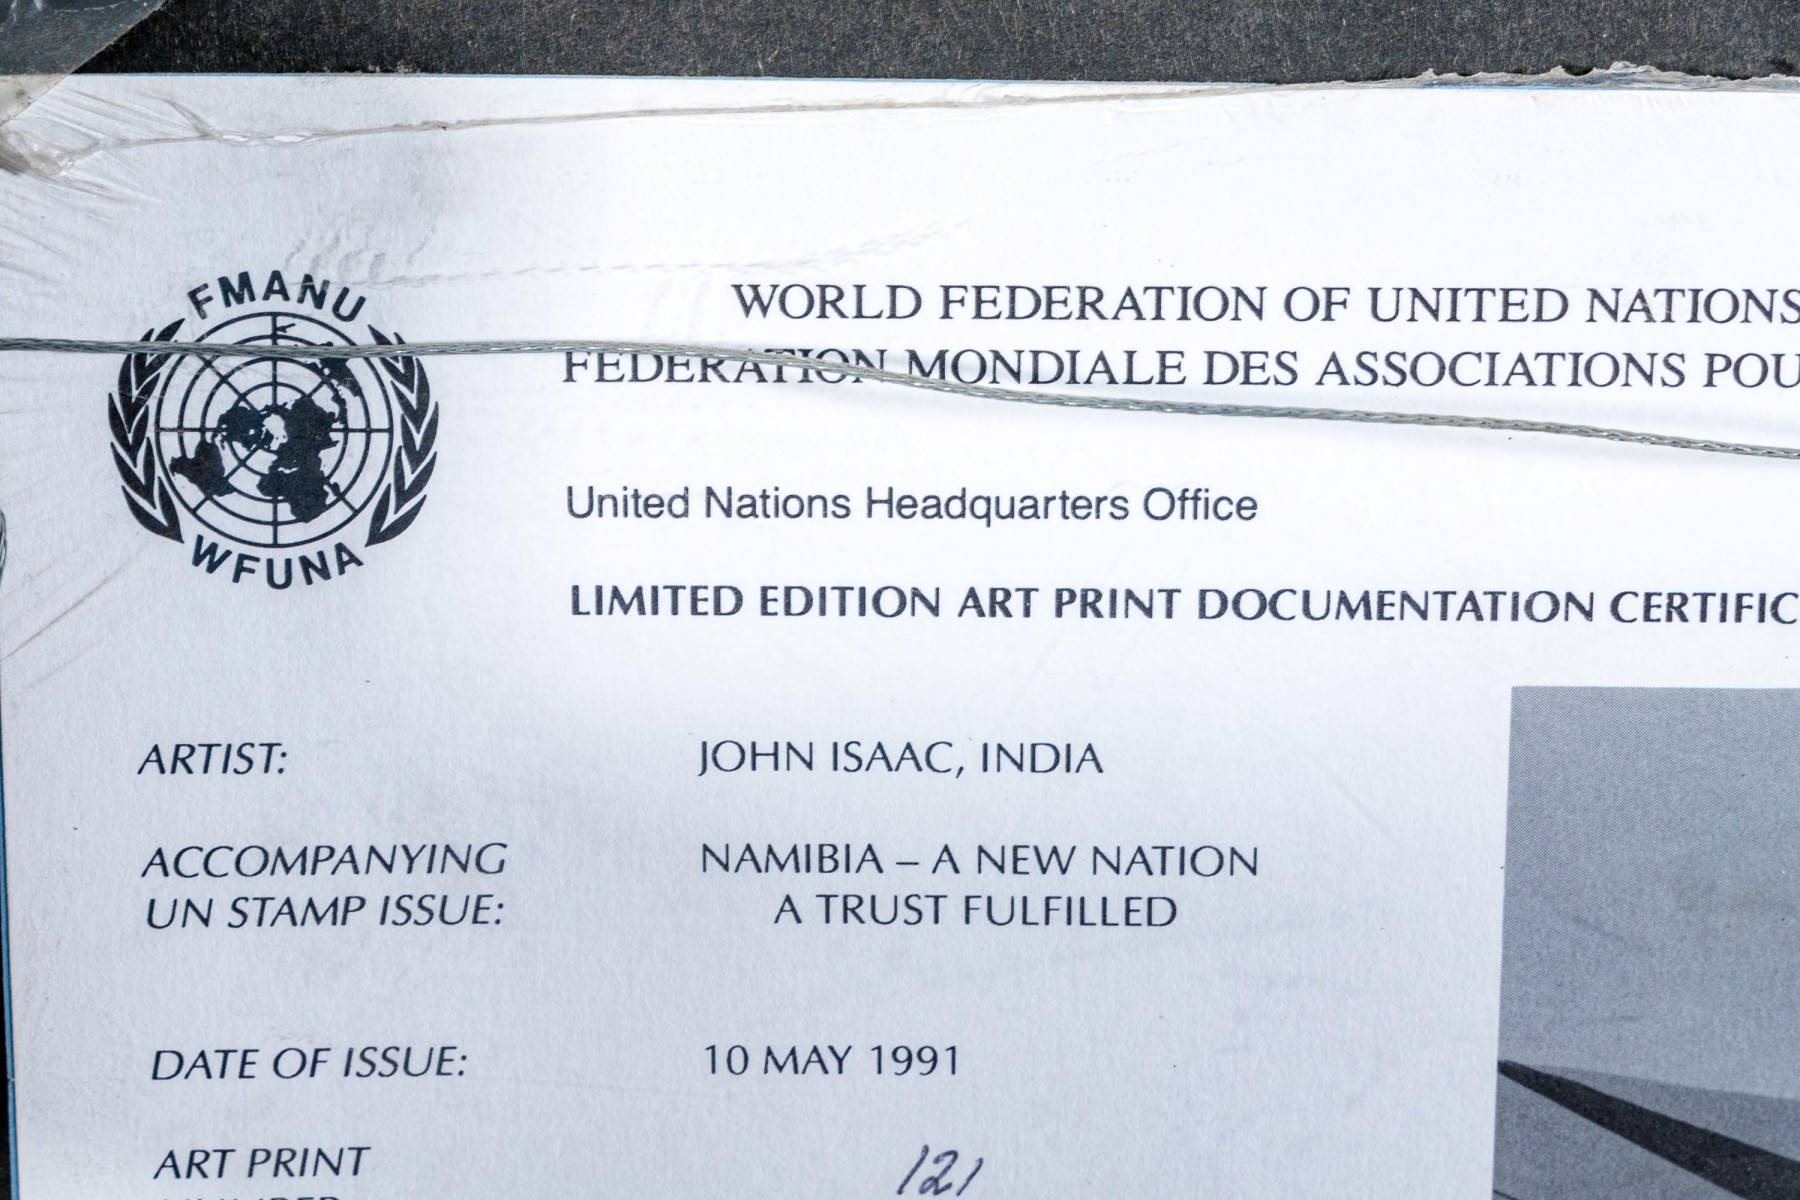 FMANU
WFUNA
WORLD FEDERATION OF UNITED NATIONS
FEDERATION MONDIALE DES ASSOCIATIONS POU
United Nations Headquarters Office
LIMITED EDITION ART PRINT DOCUMENTATION CERTIFIC
ARTIST: JOHN ISAAC, INDIA
ACCOMPANYING NAMIBIA – A NEW NATION
UN STAMP ISSUE: A TRUST FULFILLED
DATE OF ISSUE: 10 MAY 1991
ART PRINT 121